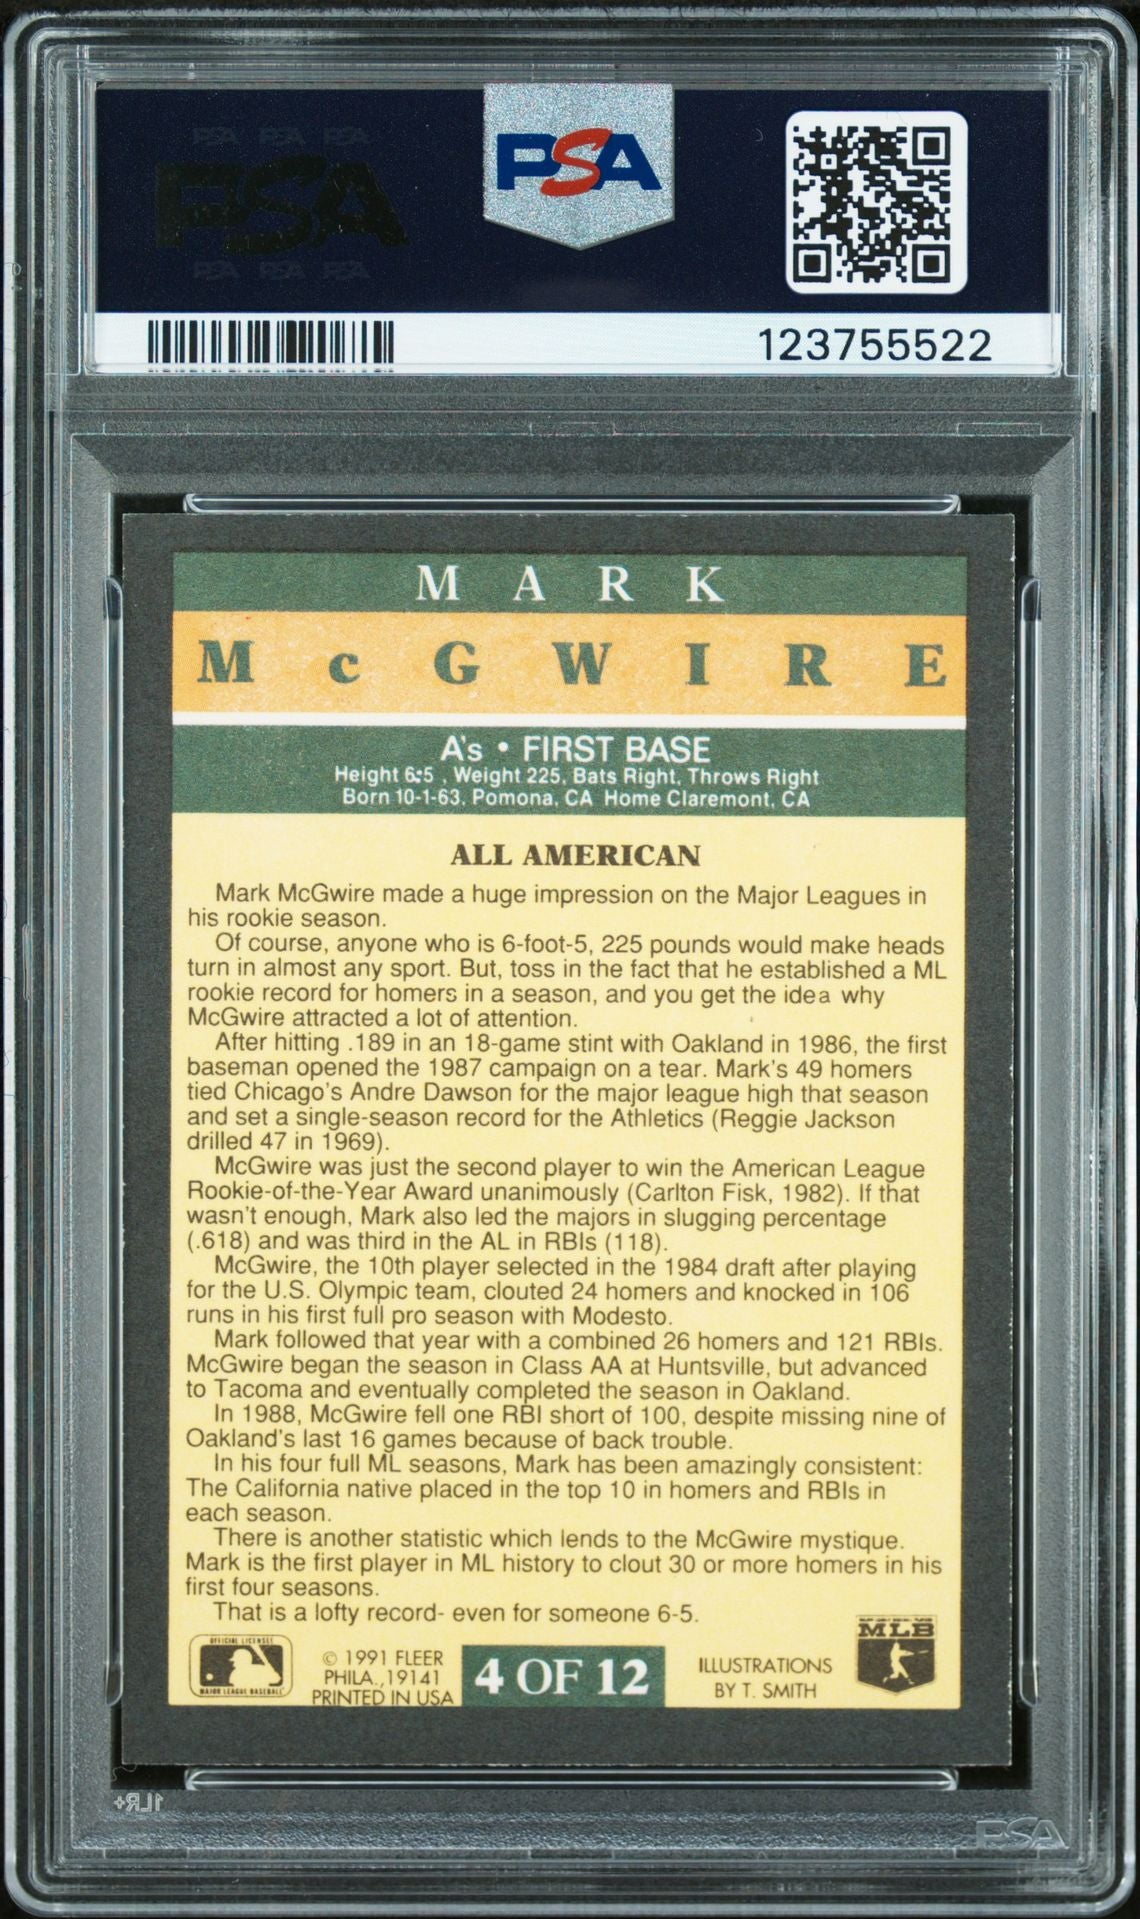 PSA PSA PSA
PSA
PSA PSA PSA
PSA
123755522
MARK
McGWIRE
A's • FIRST BASE
Height 6:5 , Weight 225, Bats Right, Throws Right
Born 10-1-63, Pomona, CA Home Claremont, CA
ALL AMERICAN
Mark McGwire made a huge impression on the Major Leagues in
his rookie season.
Of course, anyone who is 6-foot-5, 225 pounds would make heads
turn in almost any sport. But, toss in the fact that he established a ML
rookie record for homers in a season, and you get the idea why
McGwire attracted a lot of attention.
After hitting .189 in an 18-game stint with Oakland in 1986, the first
baseman opened the 1987 campaign on a tear. Mark's 49 homers
tied Chicago's Andre Dawson for the major league high that season
and set a single-season record for the Athletics (Reggie Jackson
drilled 47 in 1969).
McGwire was just the second player to win the American League
Rookie-of-the-Year Award unanimously (Carlton Fisk, 1982). If that
wasn't enough, Mark also led the majors in slugging percentage
(.618) and was third in the AL in RBIs (118).
McGwire, the 10th player selected in the 1984 draft after playing
for the U.S. Olympic team, clouted 24 homers and knocked in 106
runs in his first full pro season with Modesto.
Mark followed that year with a combined 26 homers and 121 RBIs.
McGwire began the season in Class AA at Huntsville, but advanced
to Tacoma and eventually completed the season in Oakland.
In 1988, McGwire fell one RBI short of 100, despite missing nine of
Oakland's last 16 games because of back trouble.
In his four full ML seasons, Mark has been amazingly consistent:
The California native placed in the top 10 in homers and RBIs in
each season.
There is another statistic which lends to the McGwire mystique.
Mark is the first player in ML history to clout 30 or more homers in his
first four seasons.
That is a lofty record- even for someone 6-5.
OFFICIAL LICENSEE
MAJOR LEAGUE BASEBALL
© 1991 FLEER
PHILA.,19141
PRINTED IN USA
4 OF 12
ILLUSTRATIONS
BY T. SMITH
MLB
1LR+
PSA